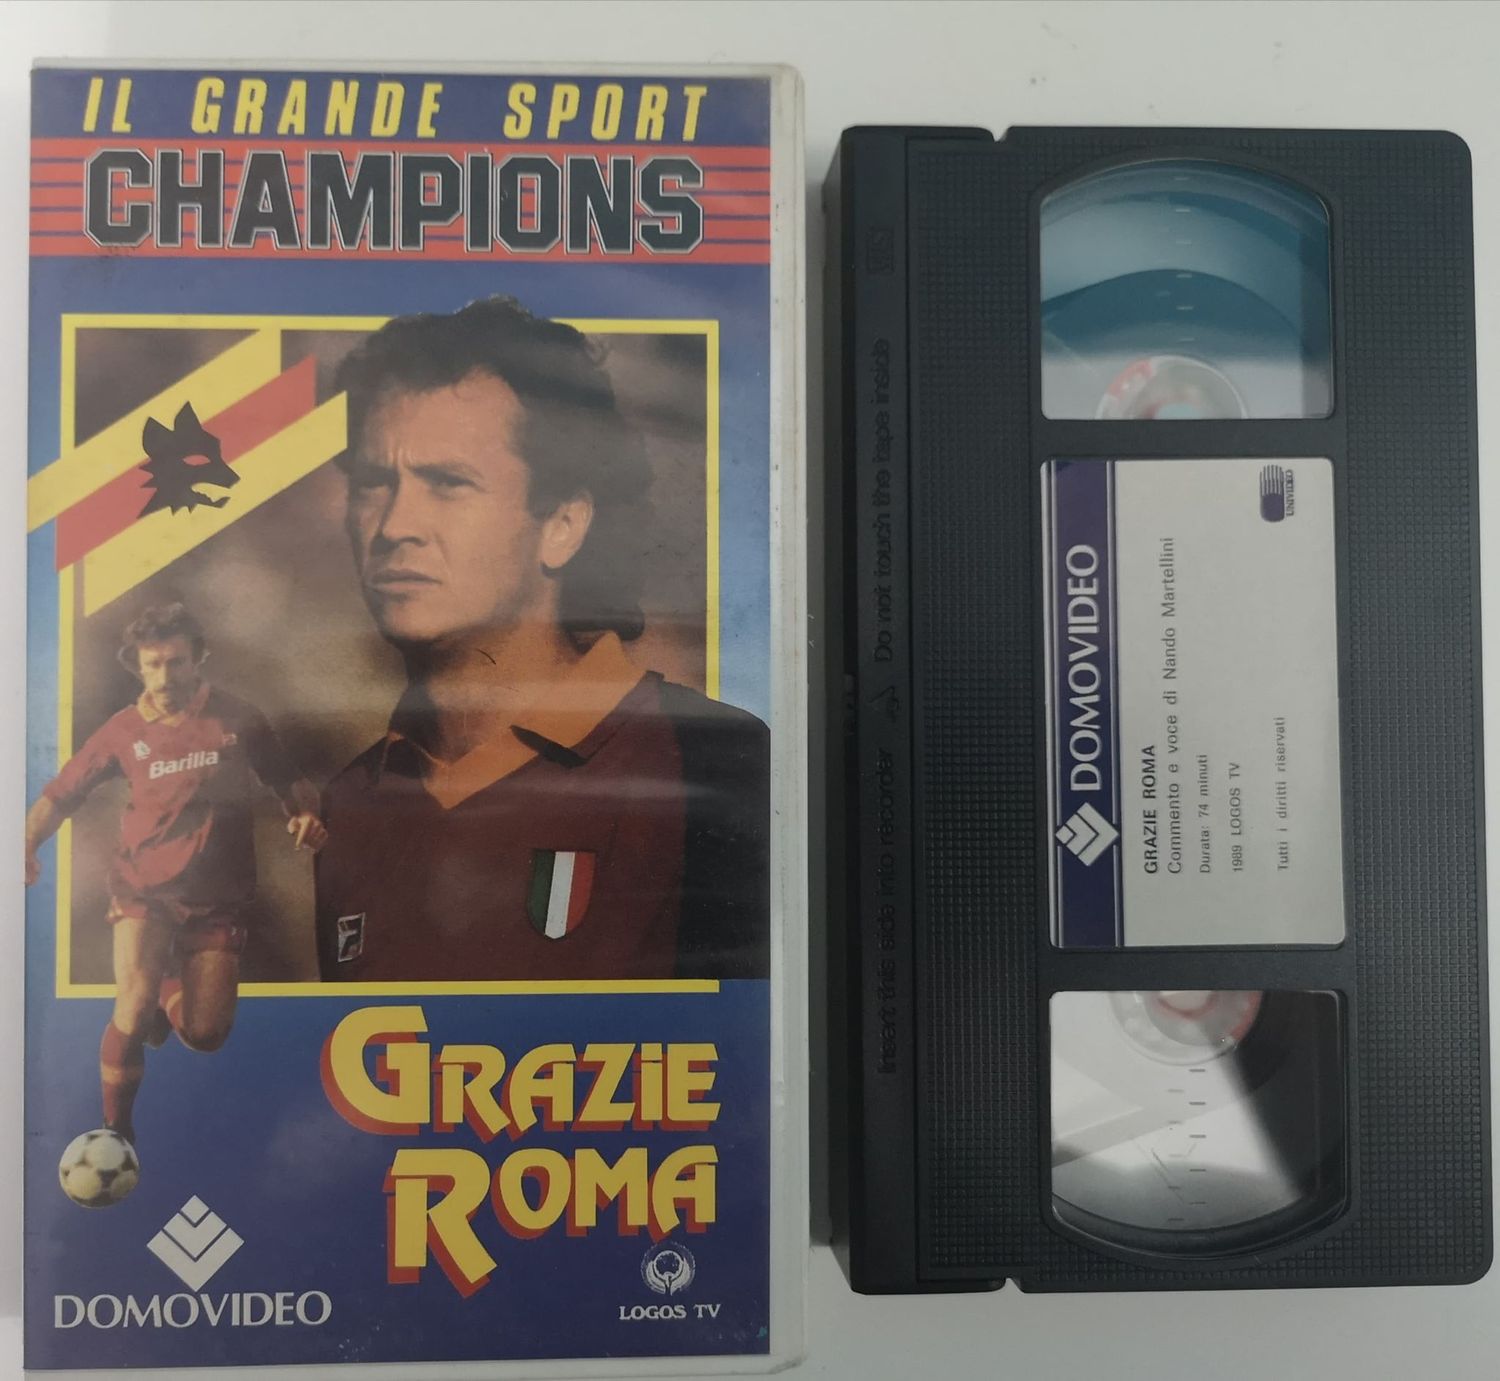 IL GRANDE SPORT
CHAMPIONS
Barilla
GRAZIE
ROMA
DOMOVIDEO
LOGOS TV
Insert this side into recorder
Do not touch the tape inside
DOMOVIDEO
GRAZIE ROMA
Commento e voce di Nando Martellini
Durata: 74 minuti
1989 LOGOS TV
Tutti i diritti riservati
UNIVIDEO